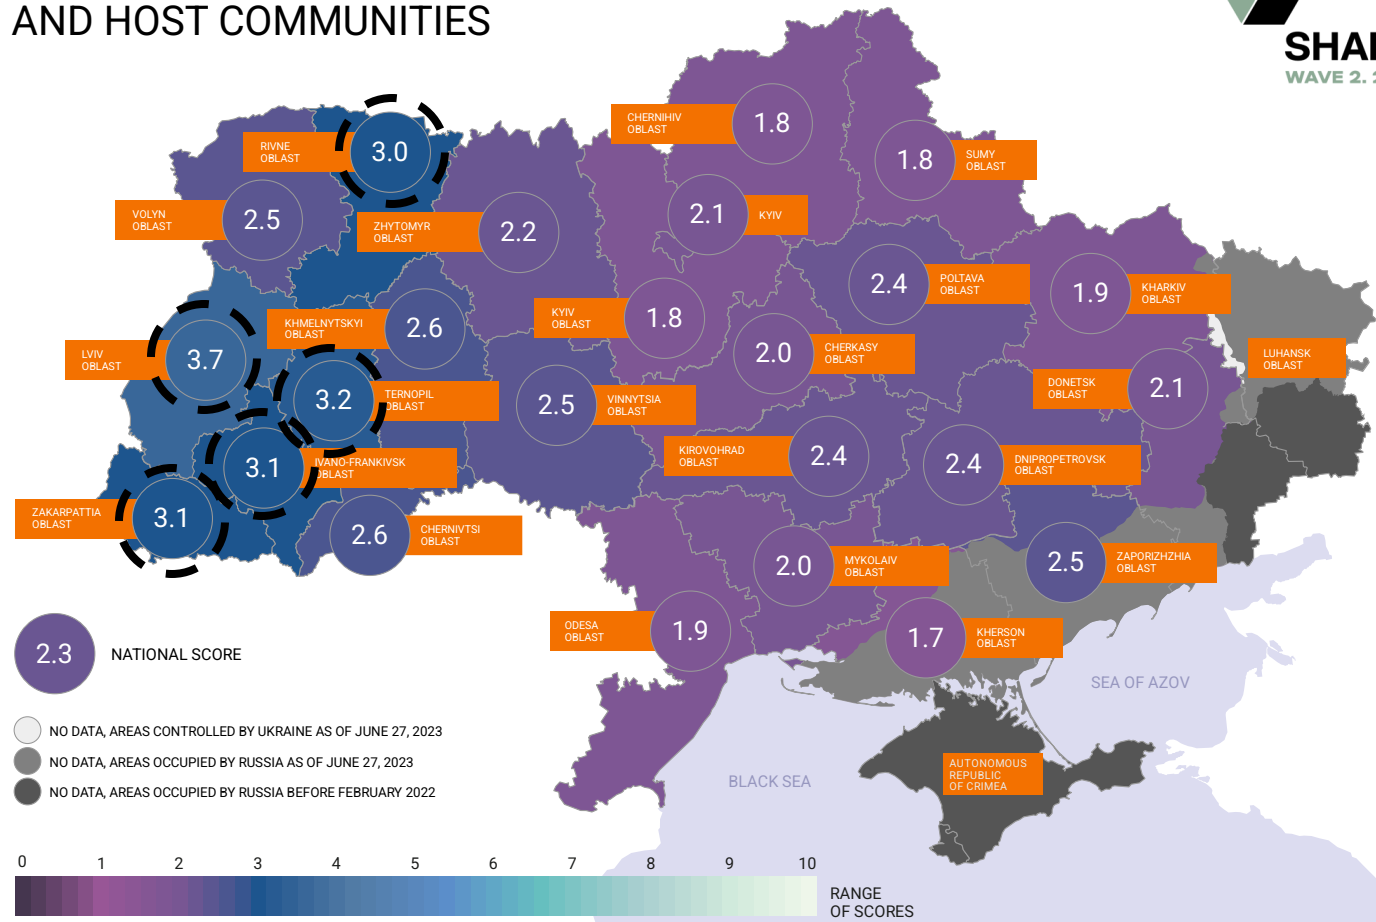 AND HOST COMMUNITIES
WAVE 2.
CHERNIHIV
OBLAST
1.8
RIVNE
OBLAST
3.0
1.8
SUMY
OBLAST
VOLYN
OBLAST
2.5
ZHYTOMYR
OBLAST
2.2
2.1
KYIV
2.4
POLTAVA
OBLAST
1.9
KHARKIV
OBLAST
KHMELNYTSKYI
OBLAST
2.6
KYIV
OBLAST
1.8
LVIV
OBLAST
3.7
2.0
CHERKASY
OBLAST
LUHANSK
OBLAST
3.2
TERNOPIL
OBLAST
2.5
VINNYTSIA
OBLAST
DONETSK
OBLAST
2.1
3.1
IVANO-FRANKIVSK
OBLAST
KIROVOHRAD
OBLAST
2.4
2.4
DNIPROPETROVSK
OBLAST
ZAKARPATTIA
OBLAST
3.1
2.6
CHERNIVTSI
OBLAST
2.0
MYKOLAIV
OBLAST
2.5
ZAPORIZHZHIA
OBLAST
ODESA
OBLAST
1.9
1.7
KHERSON
OBLAST
2.3
NATIONAL SCORE
SEA OF AZOV
NO DATA, AREAS CONTROLLED BY UKRAINE AS OF JUNE 27, 2023
NO DATA, AREAS OCCUPIED BY RUSSIA AS OF JUNE 27, 2023
NO DATA, AREAS OCCUPIED BY RUSSIA BEFORE FEBRUARY 2022
BLACK SEA
AUTONOMOUS
REPUBLIC
OF CRIMEA
0 1 2 3 4 5 6 7 8 9 10
RANGE
OF SCORES